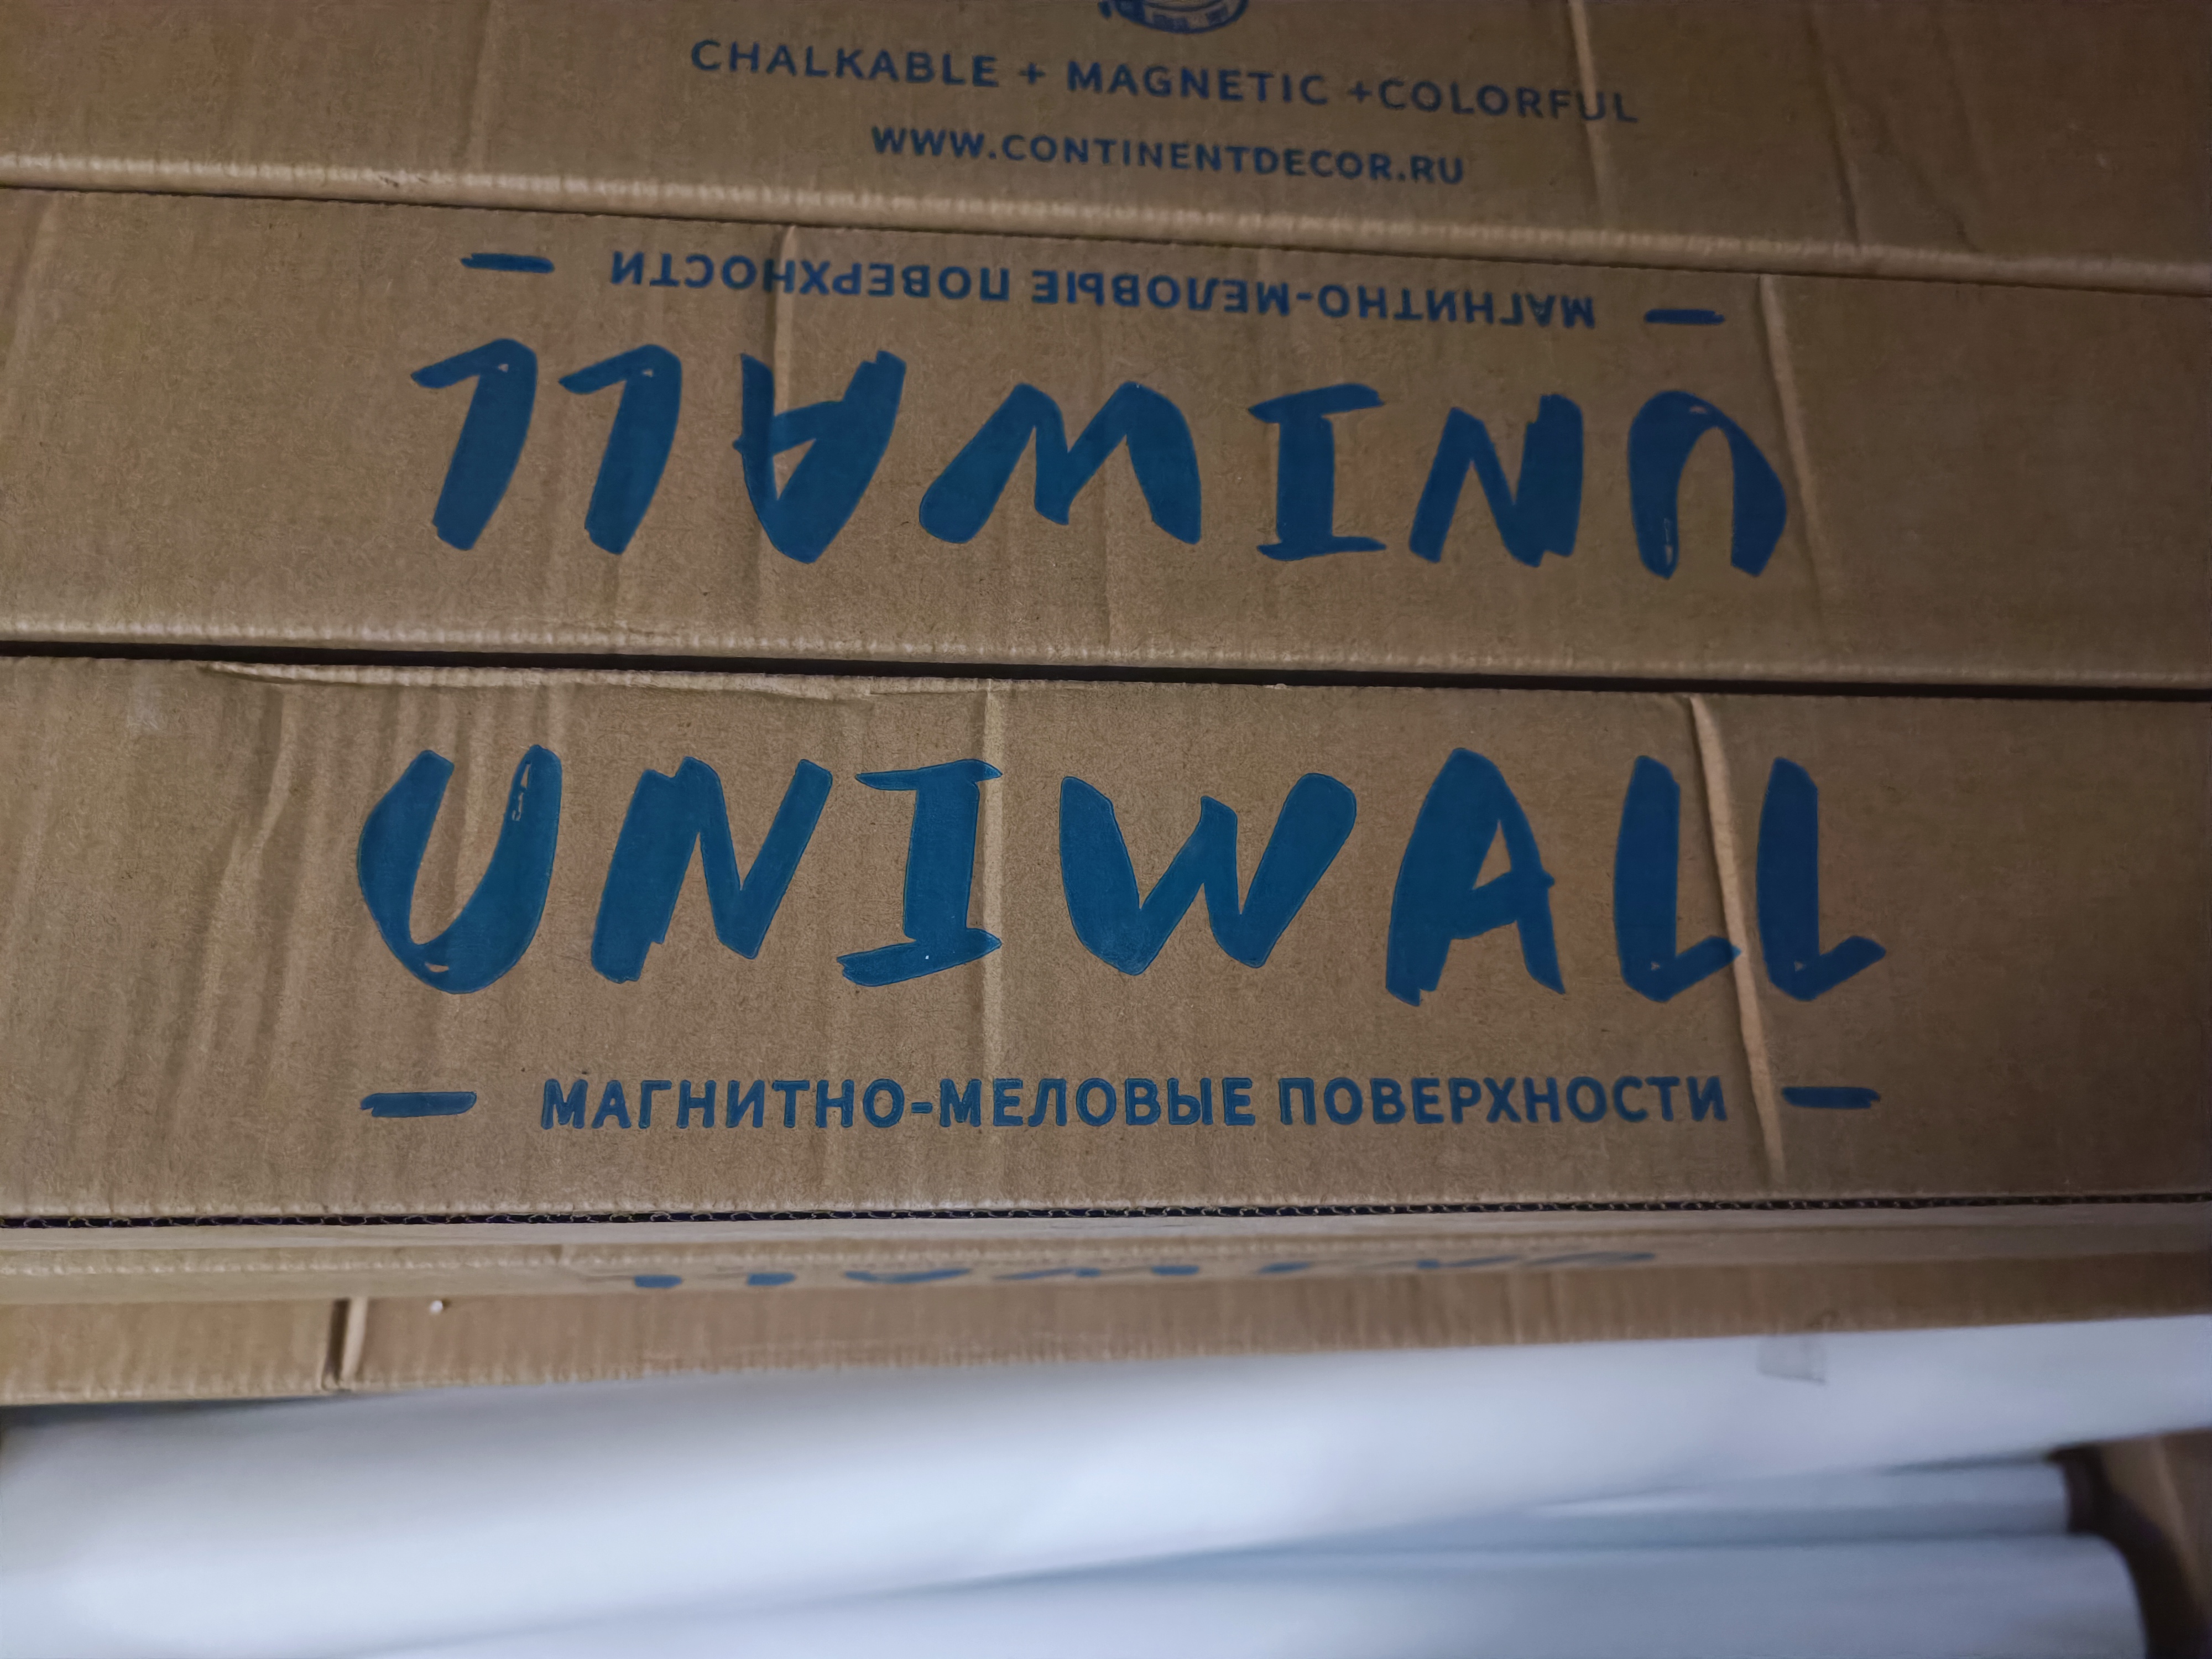 CHALKABLE + MAGNETIC +COLORFUL
WWW.CONTINENTDECOR.RU
МАГНИТНО-МЕЛОВЫЕ ПОВЕРХНОСТИ
UNIWALL
UNIWALL
МАГНИТНО-МЕЛОВЫЕ ПОВЕРХНОСТИ